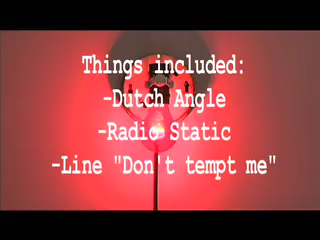 Things included:
-Dutch Angle
-Radio Static
-Line "Don't tempt me"